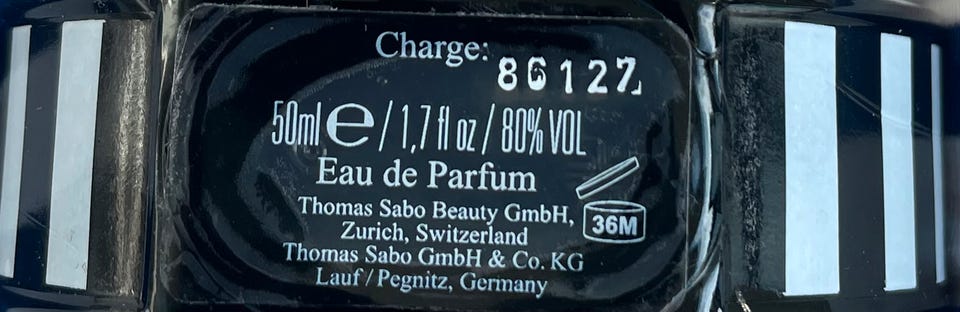 Charge: 86127
50ml ℮ / 1,7 fl oz / 80% VOL
Eau de Parfum
Thomas Sabo Beauty GmbH,
Zurich, Switzerland
36M
Thomas Sabo GmbH & Co. KG
Lauf / Pegnitz, Germany